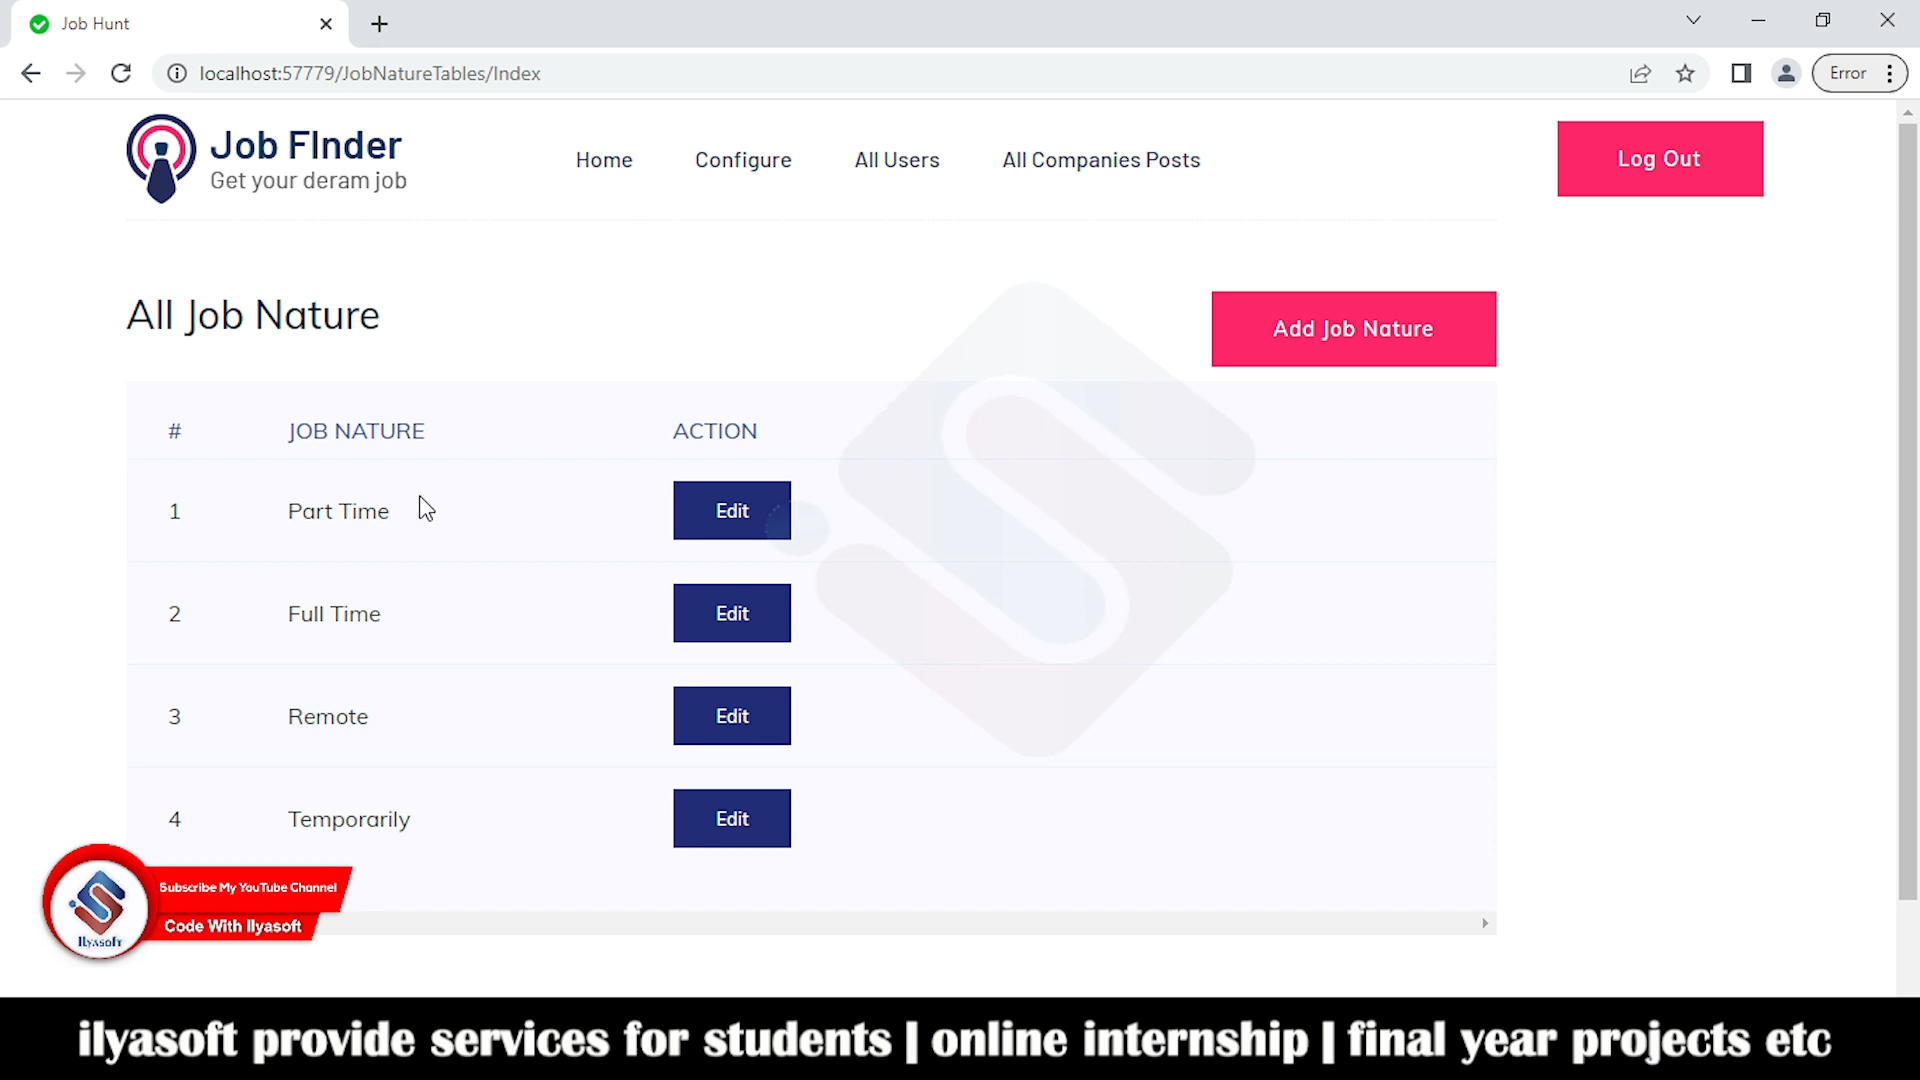 Job Hunt
localhost:57779/JobNatureTables/Index
Error
Job FInder
Get your deram job
Home
Configure
All Users
All Companies Posts
Log Out
All Job Nature
Add Job Nature
# JOB NATURE ACTION
1 Part Time Edit
2 Full Time Edit
3 Remote Edit
4 Temporarily Edit
Subscribe My YouTube Channel
Code With Ilyasoft
Ilyasoft
ilyasoft provide services for students | online internship | final year projects etc